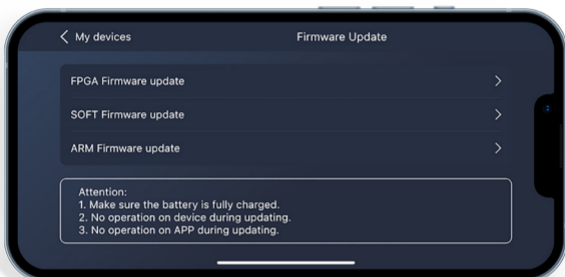 My devices
Firmware Update
FPGA Firmware update
SOFT Firmware update
ARM Firmware update
Attention:
1. Make sure the battery is fully charged.
2. No operation on device during updating.
3. No operation on APP during updating.